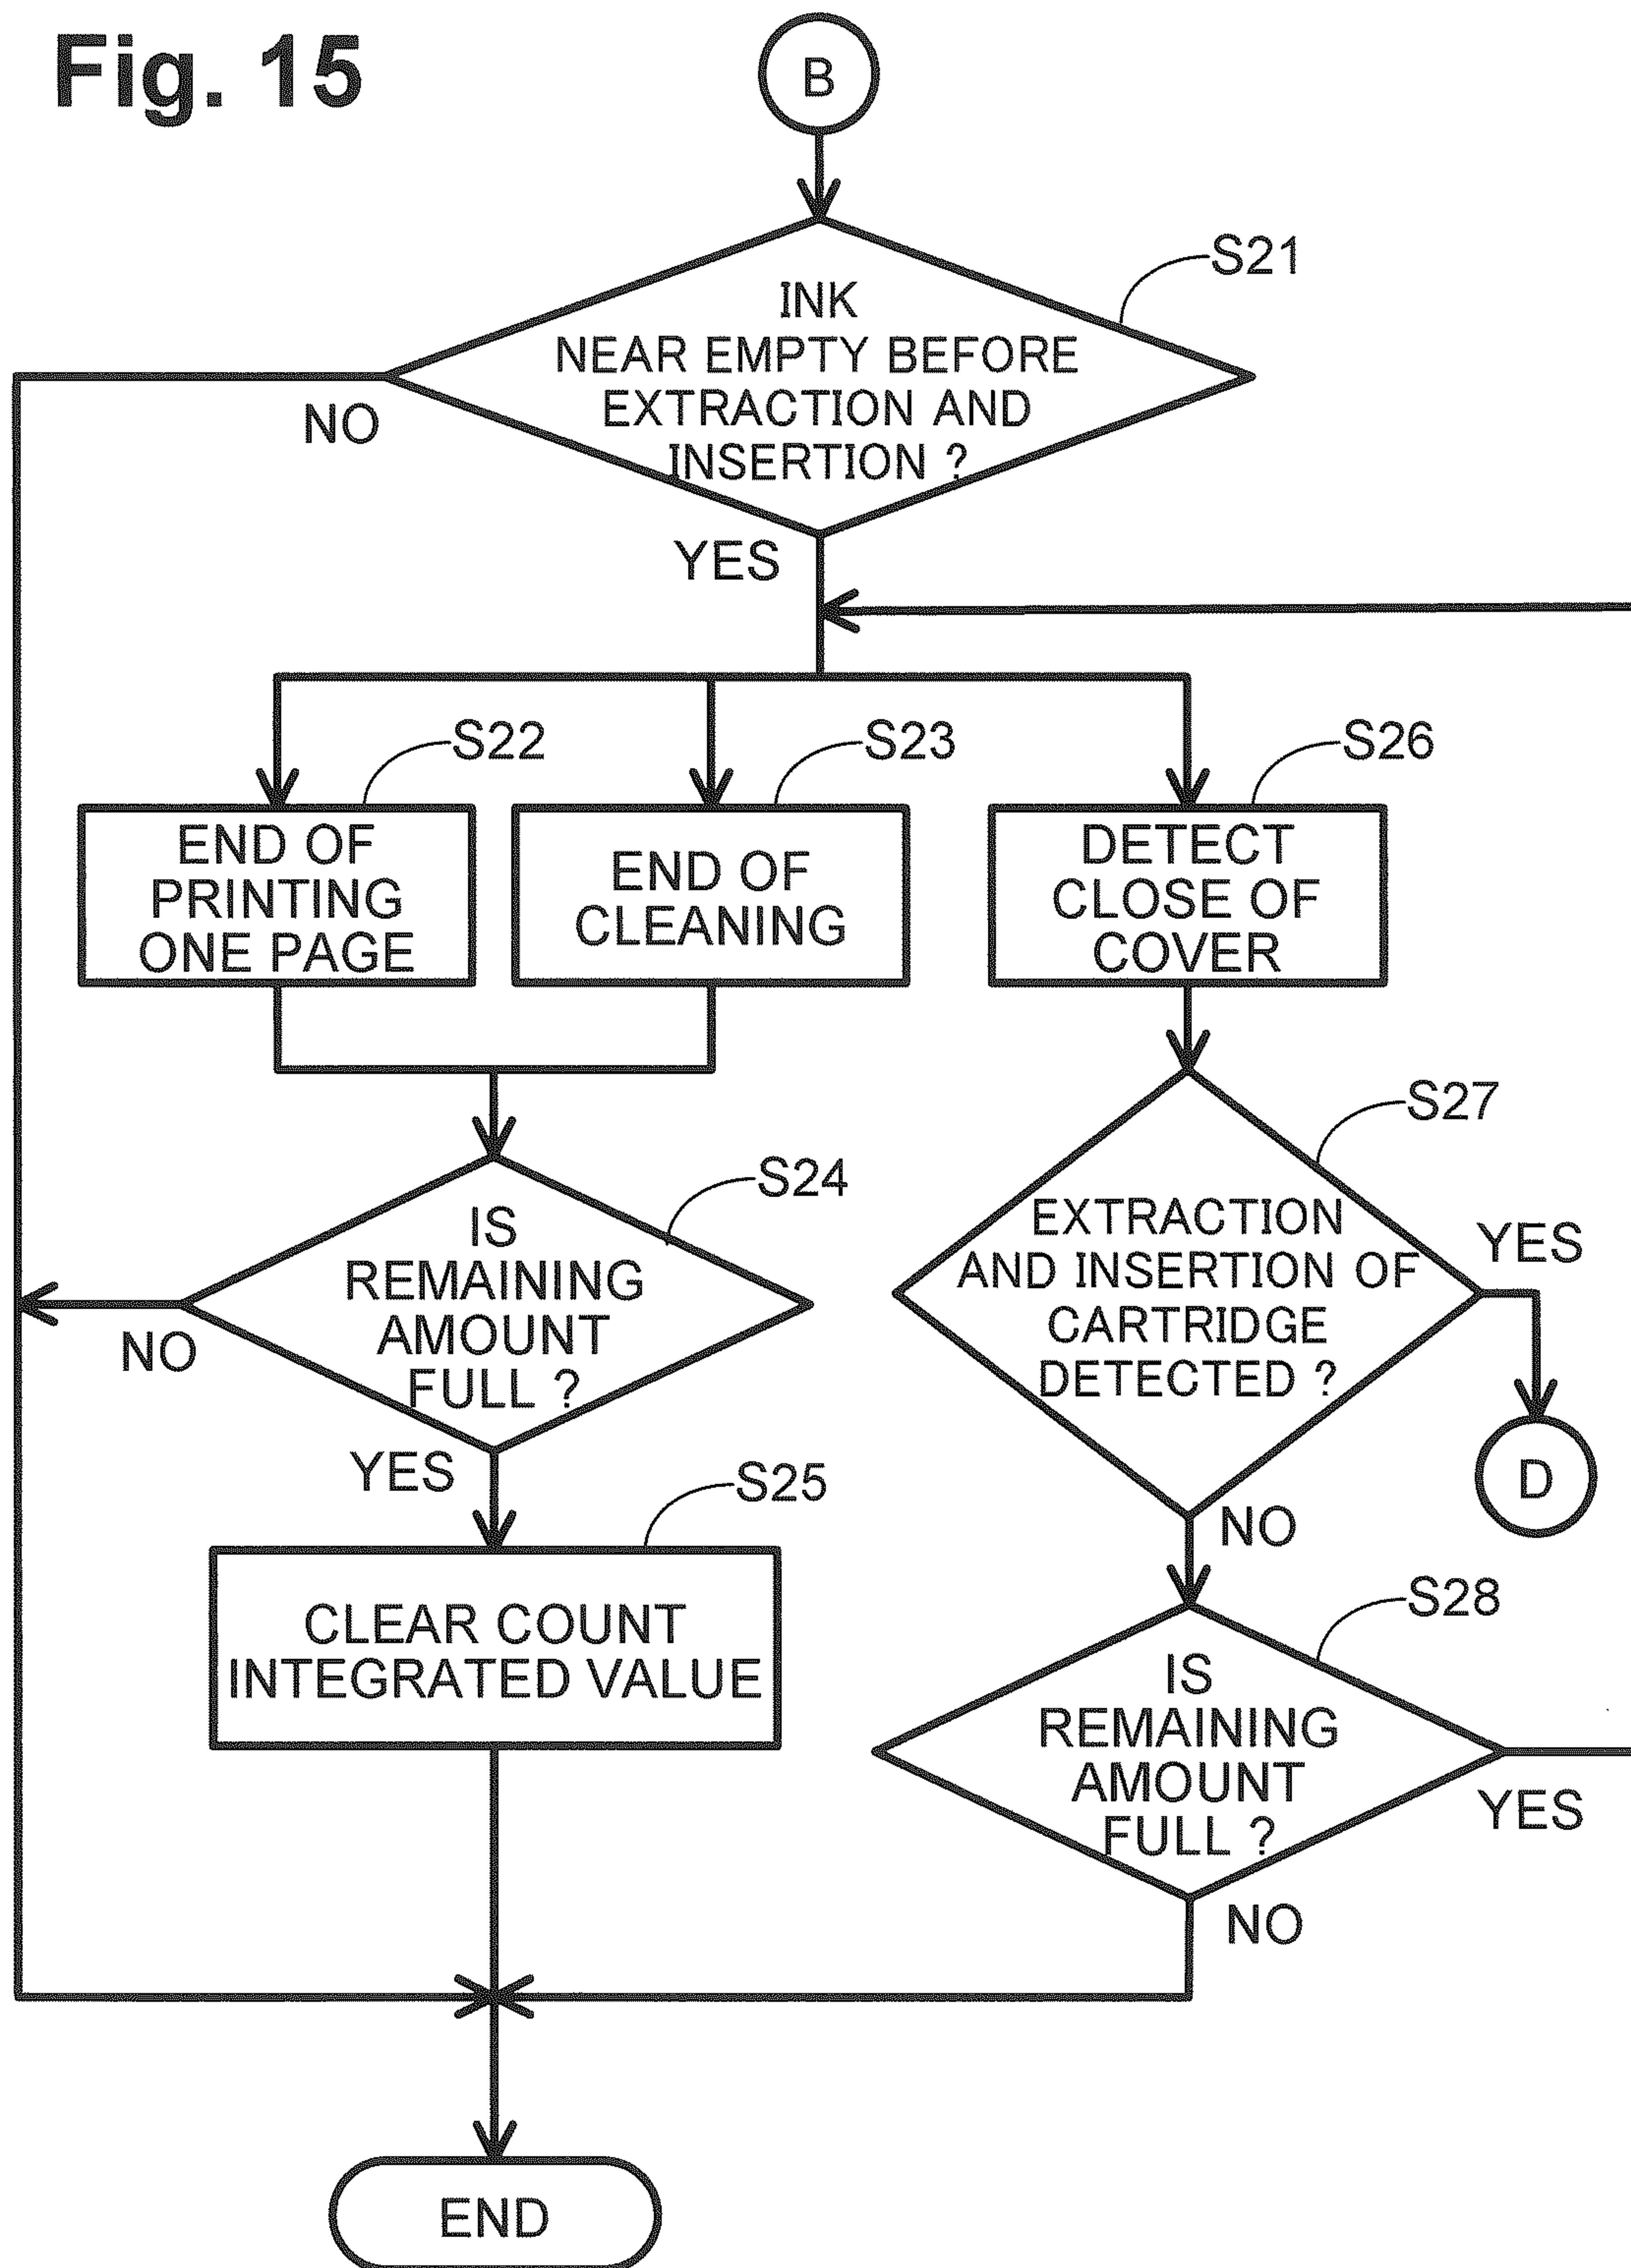 Fig. 15
B
S21
INK
NEAR EMPTY BEFORE
EXTRACTION AND
INSERTION ?
NO
YES
S22
S23
S26
END OF
PRINTING
ONE PAGE
END OF
CLEANING
DETECT
CLOSE OF
COVER
S27
S24
EXTRACTION
AND INSERTION OF
CARTRIDGE
DETECTED ?
YES
IS
REMAINING
AMOUNT
FULL ?
NO
YES
D
S25
NO
CLEAR COUNT
INTEGRATED VALUE
S28
IS
REMAINING
AMOUNT
FULL ?
YES
NO
END